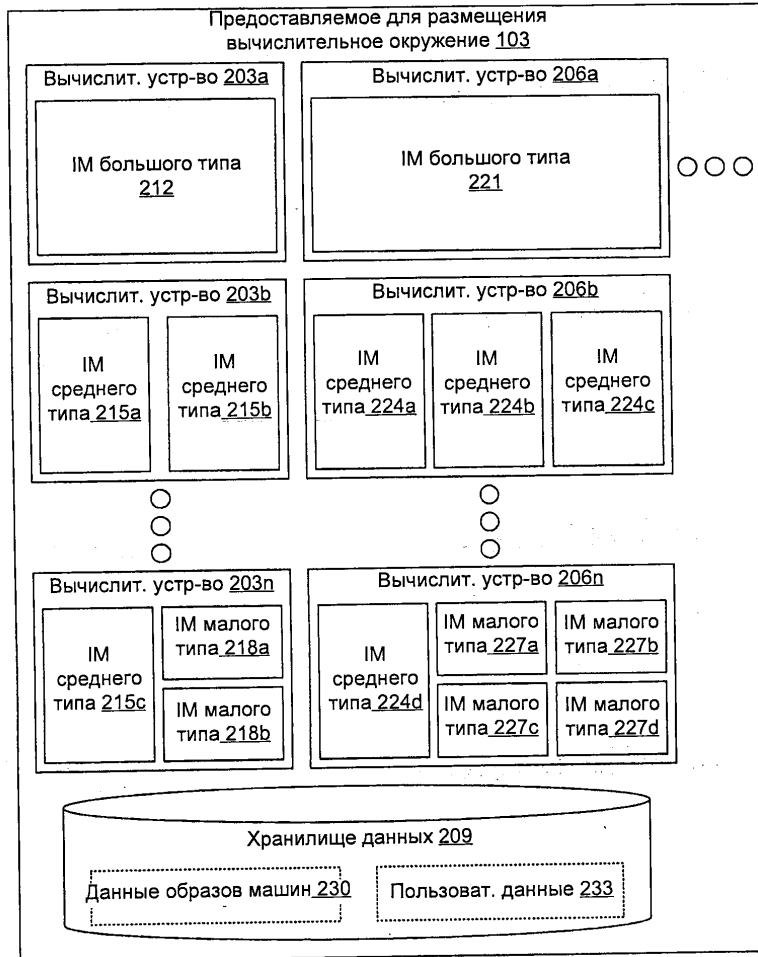 Предоставляемое для размещения
вычислительное окружение 103
Вычислит. устр-во 203a
IM большого типа
212
Вычислит. устр-во 206a
IM большого типа
221
Вычислит. устр-во 203b
IM
среднего
типа 215a
IM
среднего
типа 215b
Вычислит. устр-во 206b
IM
среднего
типа 224a
IM
среднего
типа 224b
IM
среднего
типа 224c
Вычислит. устр-во 203n
IM
среднего
типа 215c
IM малого
типа 218a
IM малого
типа 218b
Вычислит. устр-во 206n
IM
среднего
типа 224d
IM малого
типа 227a
IM малого
типа 227b
IM малого
типа 227c
IM малого
типа 227d
Хранилище данных 209
Данные образов машин 230
Пользоват. данные 233